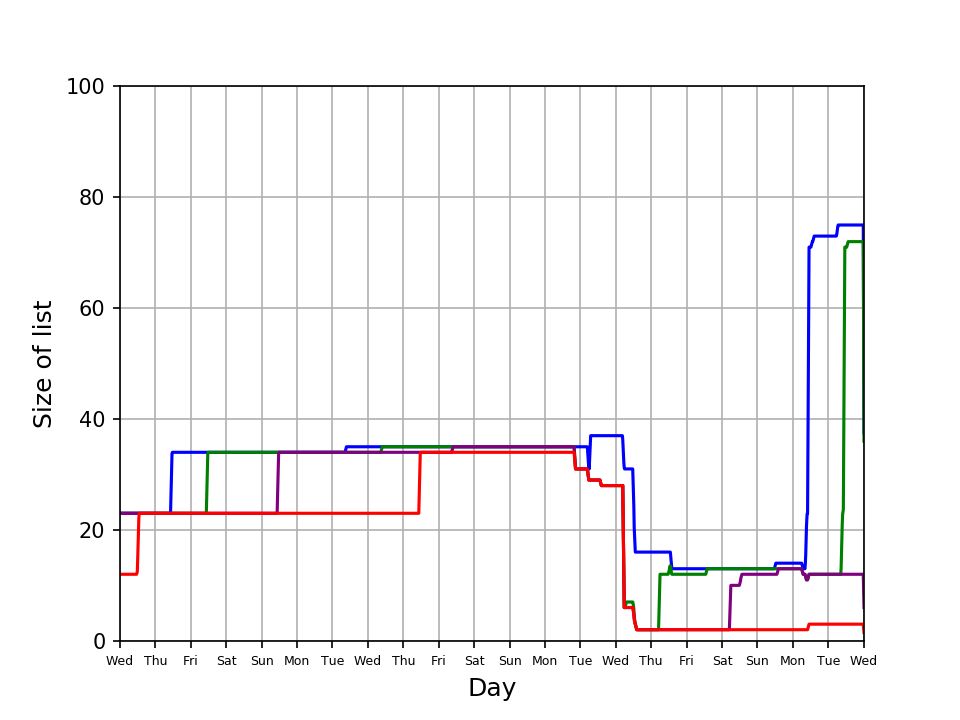 100
80
60
40
20
0
Size of list
Wed Thu Fri Sat Sun Mon Tue Wed Thu Fri Sat Sun Mon Tue Wed Thu Fri Sat Sun Mon Tue Wed
Day